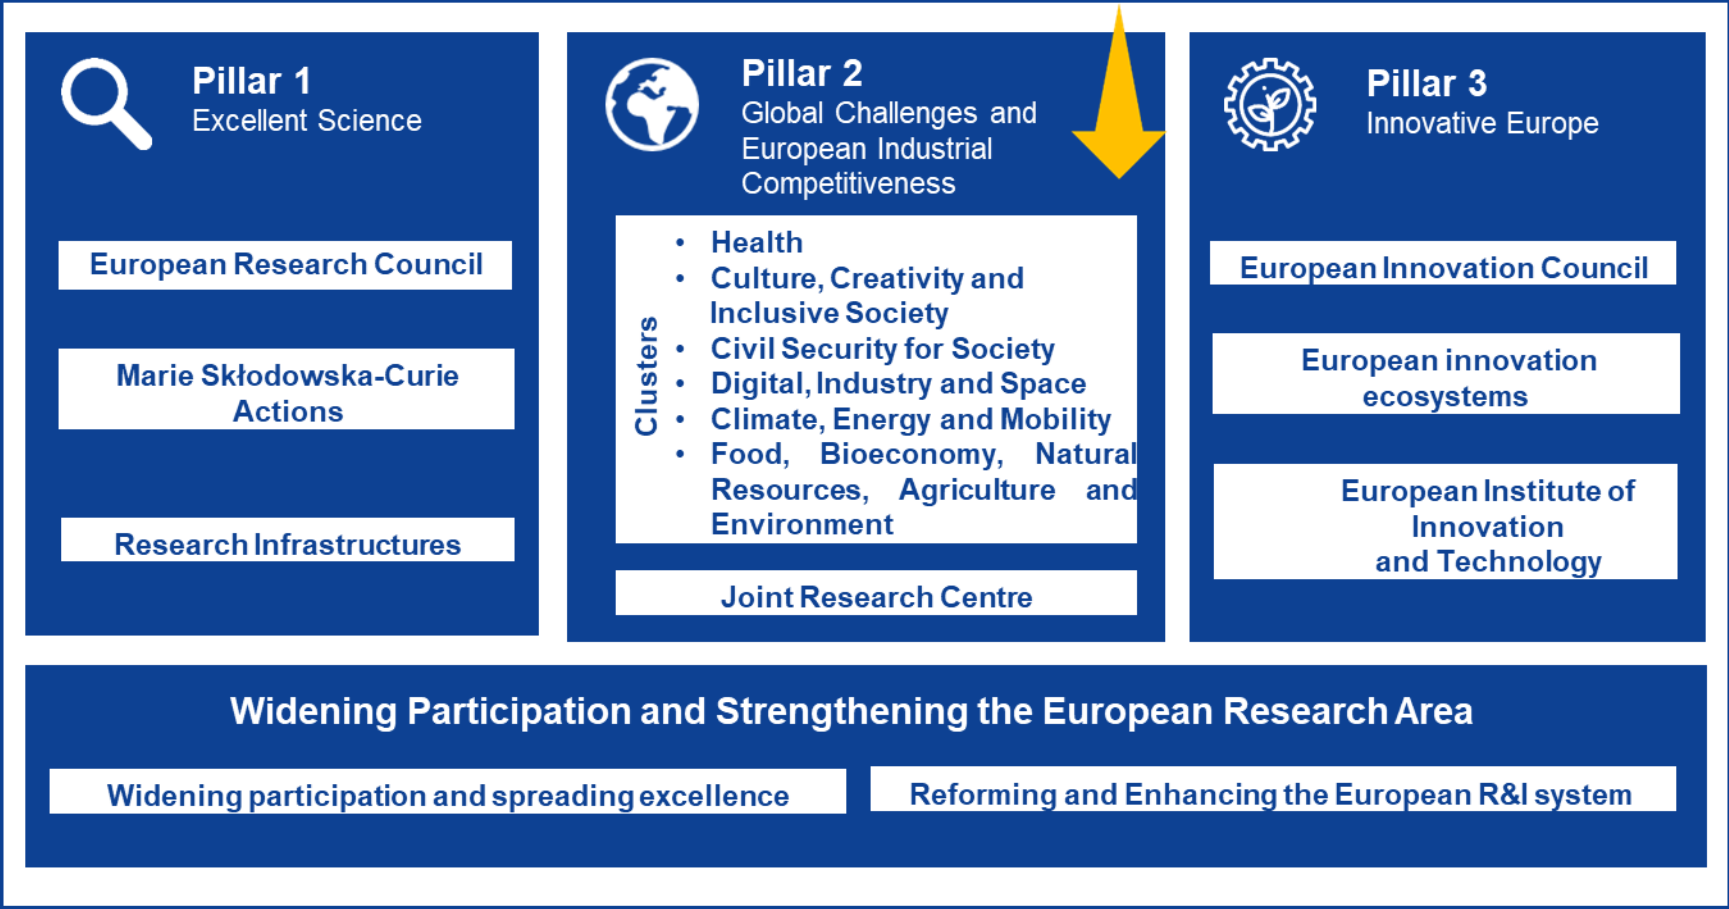 Pillar 1
Excellent Science
European Research Council
Marie Skłodowska-Curie
Actions
Research Infrastructures
Pillar 2
Global Challenges and
European Industrial
Competitiveness
Clusters
• Health
• Culture, Creativity and
Inclusive Society
• Civil Security for Society
• Digital, Industry and Space
• Climate, Energy and Mobility
• Food, Bioeconomy, Natural
Resources, Agriculture and
Environment
Joint Research Centre
Pillar 3
Innovative Europe
European Innovation Council
European innovation
ecosystems
European Institute of
Innovation
and Technology
Widening Participation and Strengthening the European Research Area
Widening participation and spreading excellence
Reforming and Enhancing the European R&I system